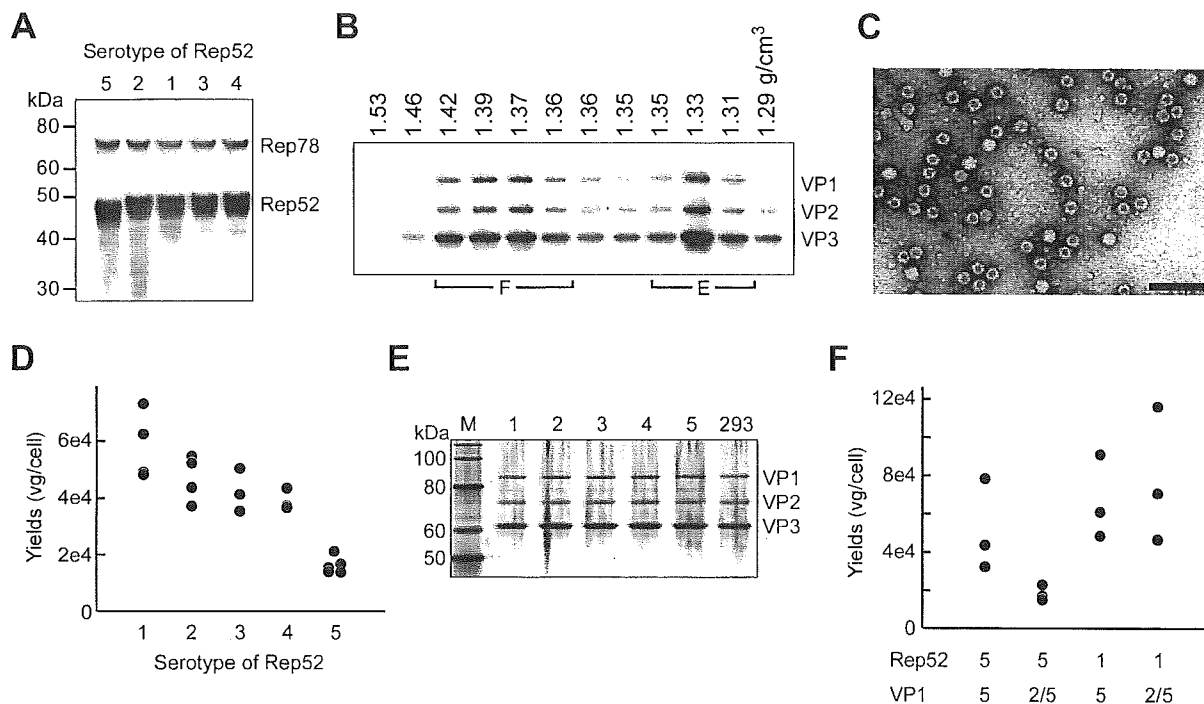 A
Serotype of Rep52
5 2 1 3 4
kDa
80
60
50
40
30
Rep78
Rep52
B
1.53 1.46 1.42 1.39 1.37 1.36 1.36 1.35 1.35 1.33 1.31 1.29 g/cm³
VP1
VP2
VP3
F E
C
D
Yields (vg/cell)
6e4
4e4
2e4
0
1 2 3 4 5
Serotype of Rep52
E
M 1 2 3 4 5 293
kDa
100
80
60
50
VP1
VP2
VP3
F
Yields (vg/cell)
12e4
8e4
4e4
0
Rep52 5 5 1 1
VP1 5 2/5 5 2/5